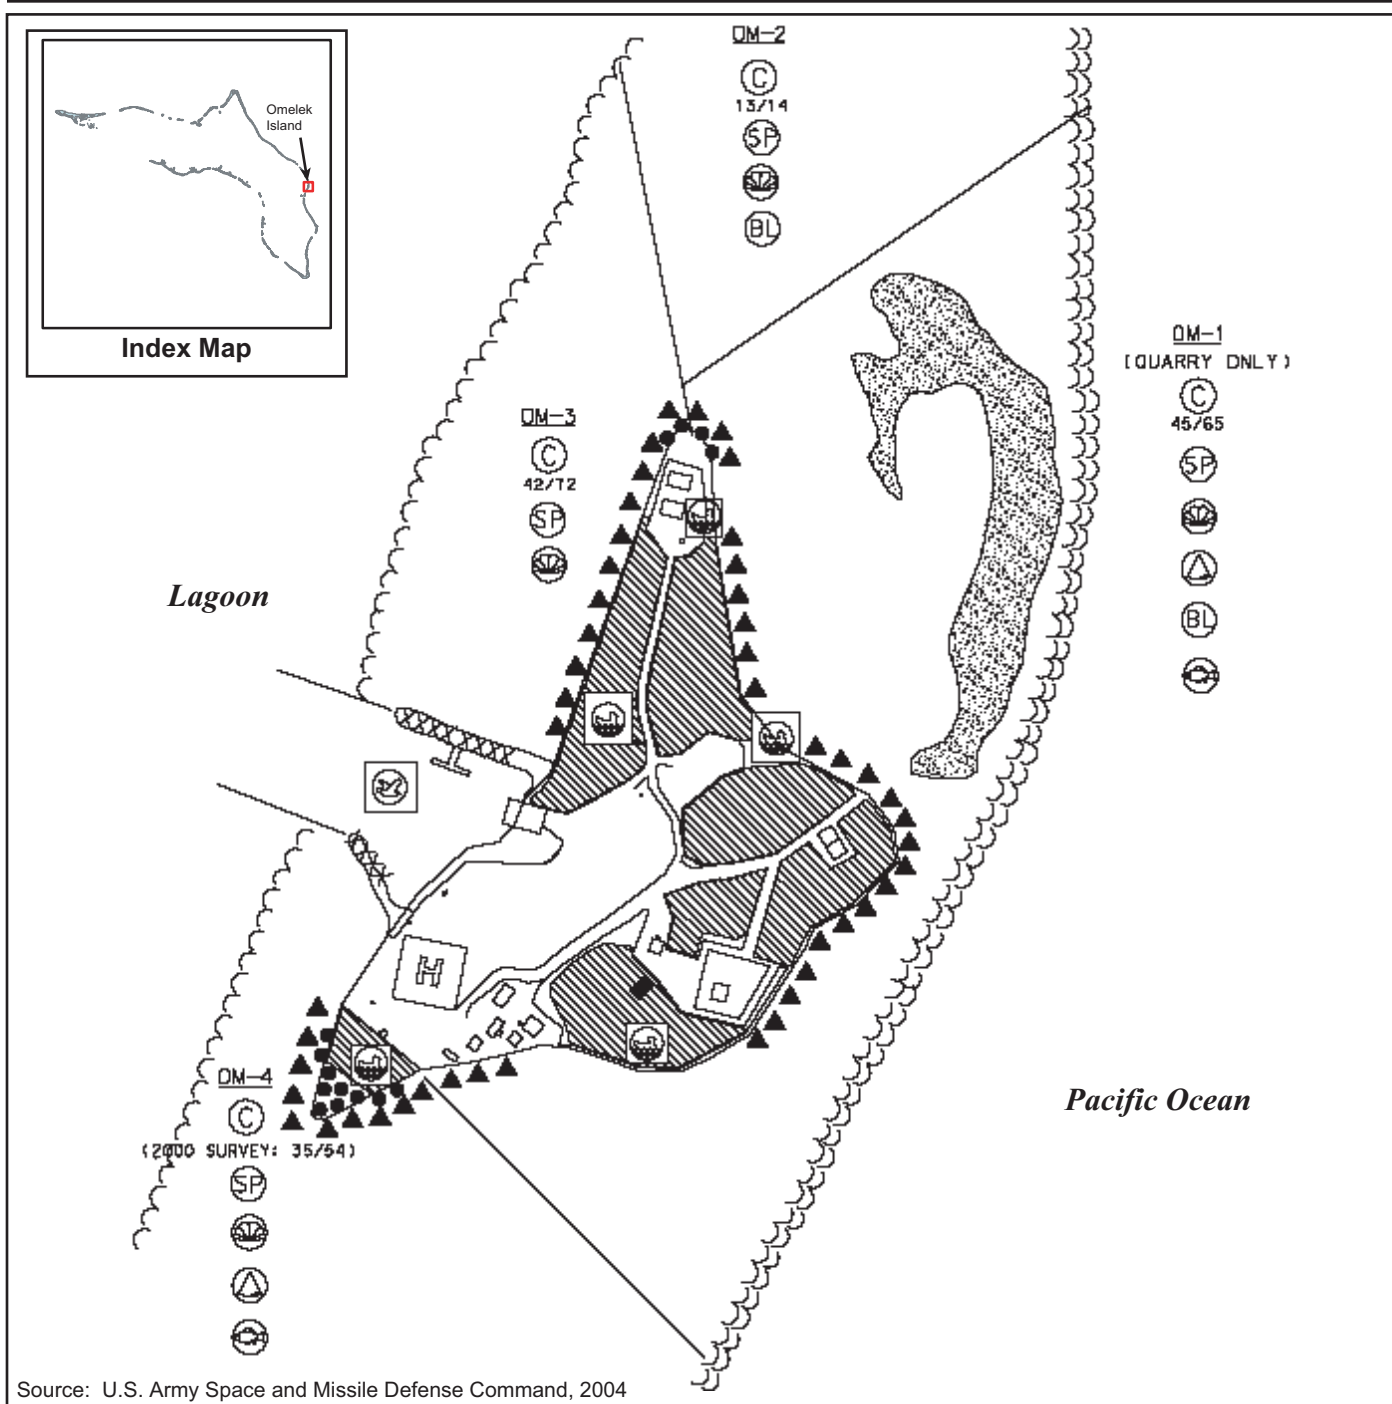 Omelek
Island
Index Map
OM-2
C
13/14
SP
BL
OM-1
(QUARRY ONLY)
C
45/65
SP
BL
OM-3
C
42/72
SP
Lagoon
H
OM-4
C
(2000 SURVEY: 35/54)
SP
Pacific Ocean
Source: U.S. Army Space and Missile Defense Command, 2004